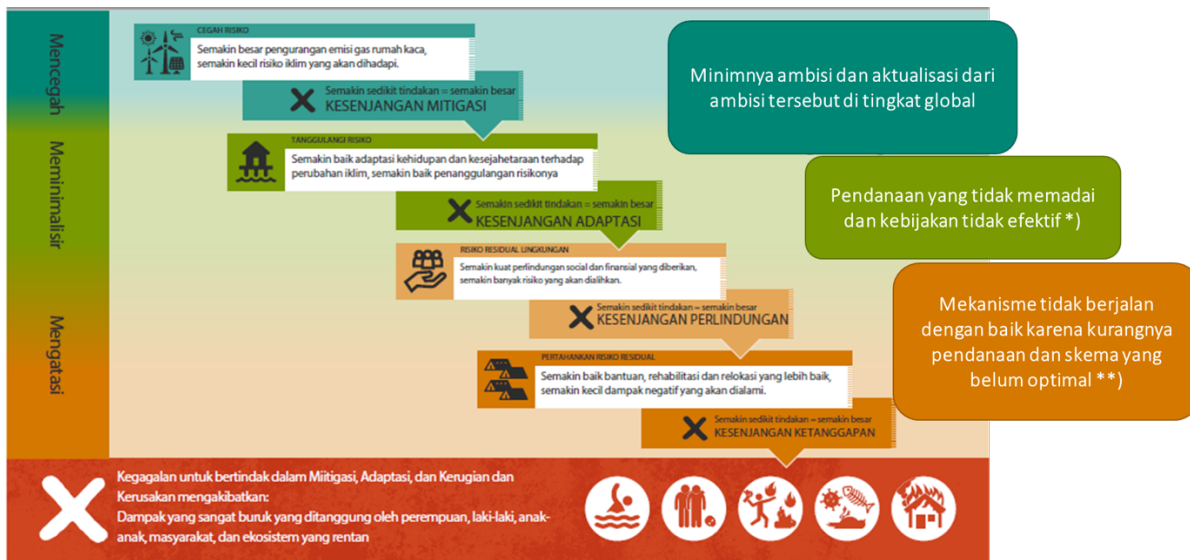 Mencegah
Meminimalisir
Mengatasi
CEGAH RISIKO
Semakin besar pengurangan emisi gas rumah kaca,
semakin kecil risiko iklim yang akan dihadapi.
Semakin sedikit tindakan = semakin besar
KESENJANGAN MITIGASI
TANGGULANGI RISIKO
Semakin baik adaptasi kehidupan dan kesejahetaraan terhadap
perubahan iklim, semakin baik penanggulangan risikonya
Semakin sedikit tindakan = semakin besar
KESENJANGAN ADAPTASI
RISIKO RESIDUAL LINGKUNGAN
Semakin kuat perlindungan social dan finansial yang diberikan,
semakin banyak risiko yang akan dialihkan.
Semakin sedikit tindakan = semakin besar
KESENJANGAN PERLINDUNGAN
PERTAHANKAN RISIKO RESIDUAL
Semakin baik bantuan, rehabilitasi dan relokasi yang lebih baik,
semakin kecil dampak negatif yang akan dialami.
Semakin sedikit tindakan = semakin besar
KESENJANGAN KETANGGAPAN
Minimnya ambisi dan aktualisasi dari
ambisi tersebut di tingkat global
Pendanaan yang tidak memadai
dan kebijakan tidak efektif *)
Mekanisme tidak berjalan
dengan baik karena kurangnya
pendanaan dan skema yang
belum optimal **)
Kegagalan untuk bertindak dalam Miitigasi, Adaptasi, dan Kerugian dan
Kerusakan mengakibatkan:
Dampak yang sangat buruk yang ditanggung oleh perempuan, laki-laki, anak-
anak, masyarakat, dan ekosistem yang rentan